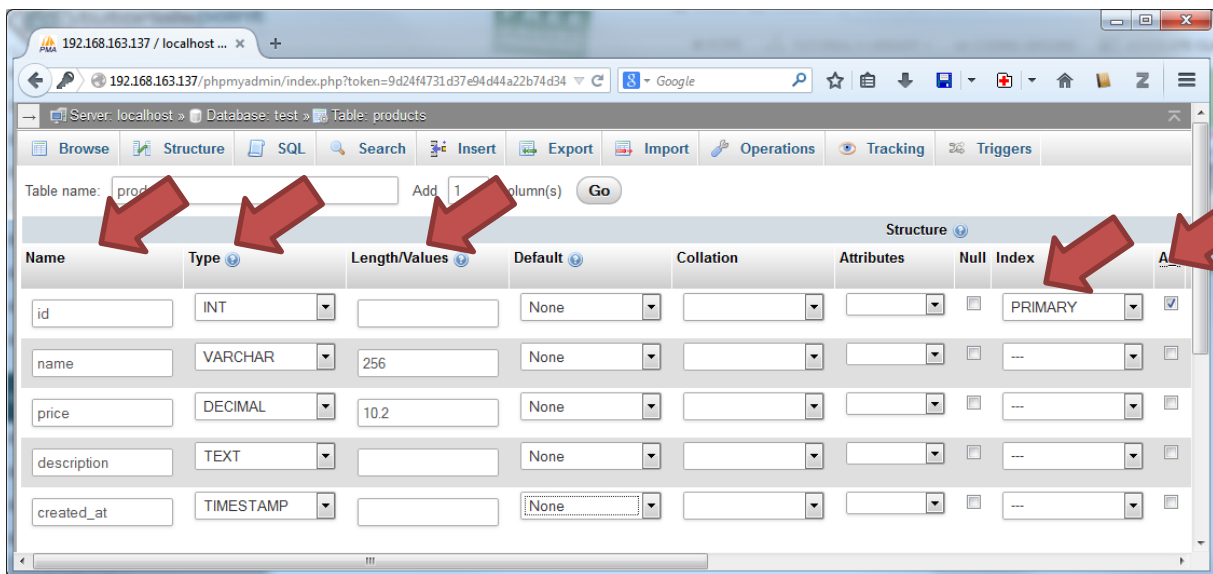 192.168.163.137 / localhost ...
192.168.163.137/phpmyadmin/index.php?token=9d24f4731d37e94d44a22b74d34
Google
Server: localhost » Database: test » Table: products
Browse Structure SQL Search Insert Export Import Operations Tracking Triggers
Table name: Add 1 Go
Structure
Name Type Length/Values Default Collation Attributes Null Index
id INT None PRIMARY
name VARCHAR 256 None ---
price DECIMAL 10.2 None ---
description TEXT None ---
created_at TIMESTAMP None ---